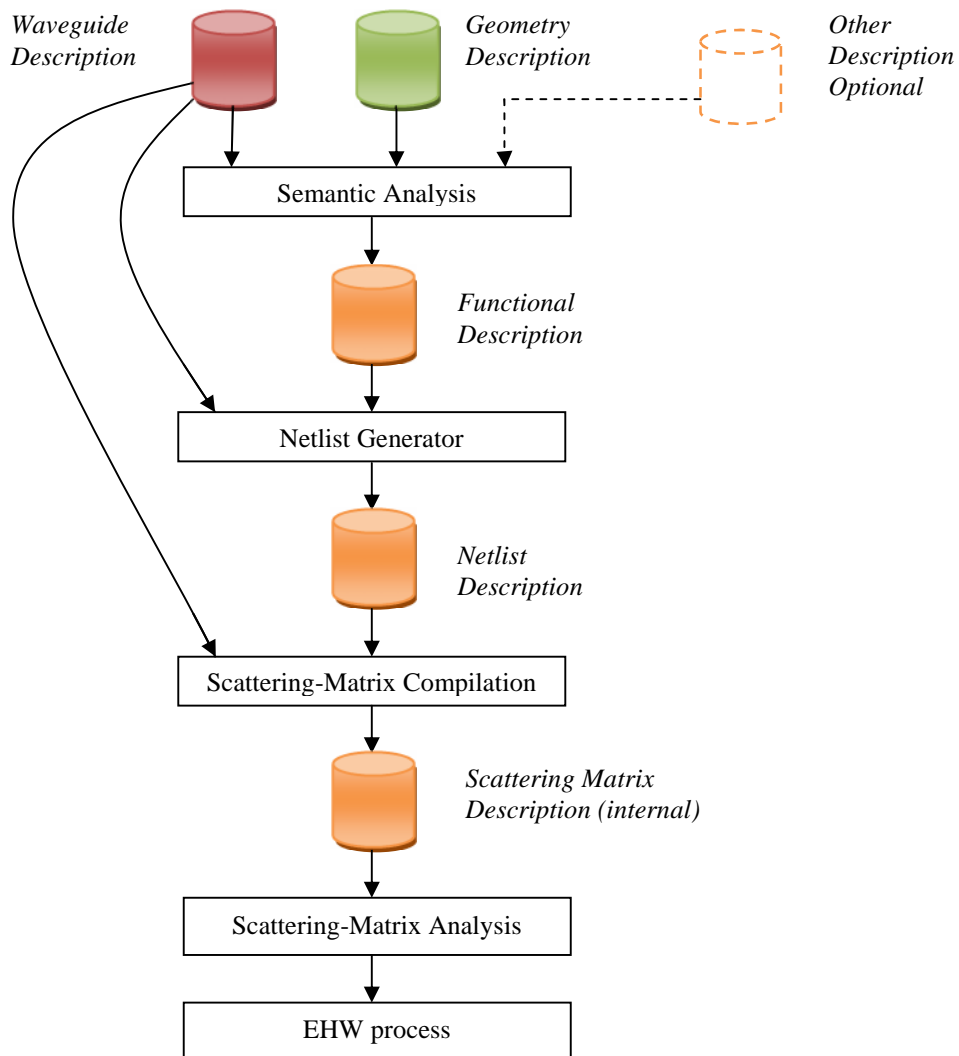 Waveguide
Description
Geometry
Description
Other
Description
Optional
Semantic Analysis
Functional
Description
Netlist Generator
Netlist
Description
Scattering-Matrix Compilation
Scattering Matrix
Description (internal)
Scattering-Matrix Analysis
EHW process